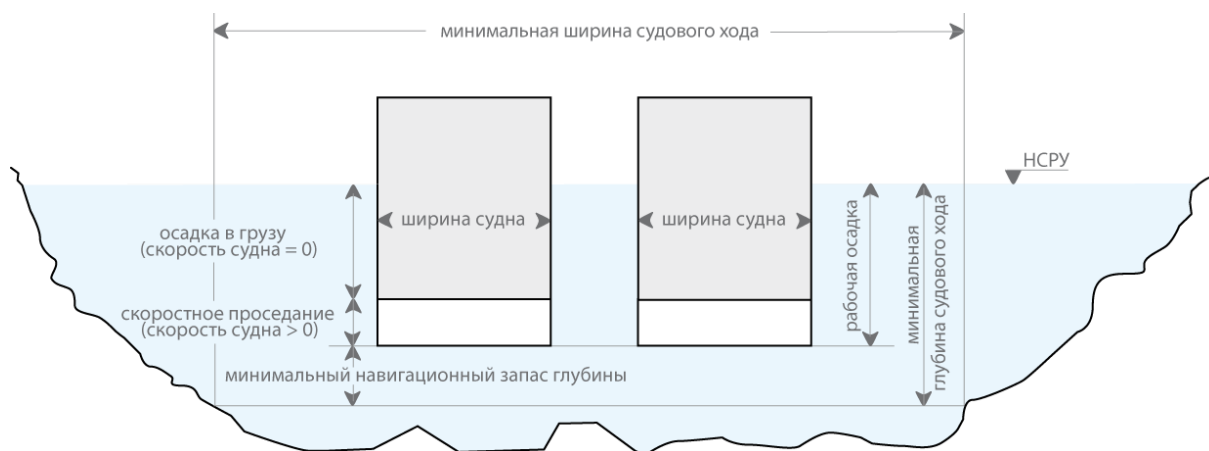 минимальная ширина судового хода
НСРУ
осадка в грузу
(скорость судна = 0)
ширина судна
ширина судна
рабочая осадка
минимальная
глубина судового хода
скоростное проседание
(скорость судна > 0)
минимальный навигационный запас глубины